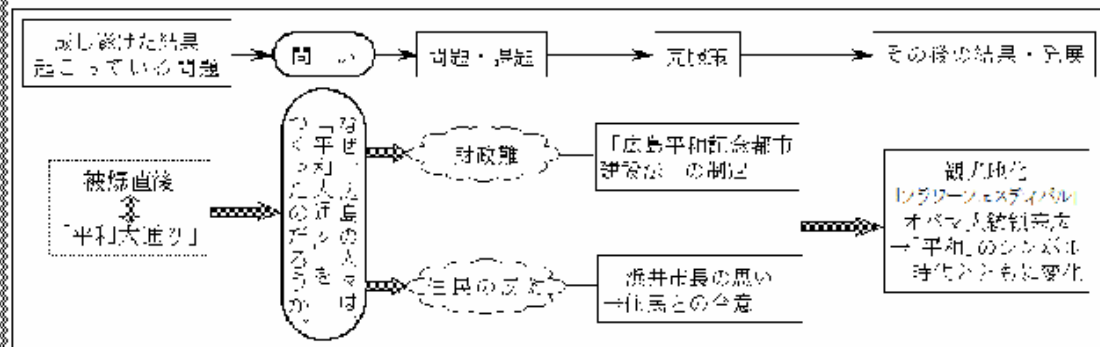 成し遂げた結果
起こっている問題
問い
問題・課題
克服策
その後の結果・発展
被爆直後
「平和大通り」
なぜ、広島の人々は
「平和大通り」を
つくったのだろうか。
財政難
「広島平和記念都市
建設法」の制定
住民の反対
浜井市長の思い
→住民との合意
観光地化
「フラワーフェスティバル」
オバマ大統領来広
→「平和」のシンボル
時代とともに変化